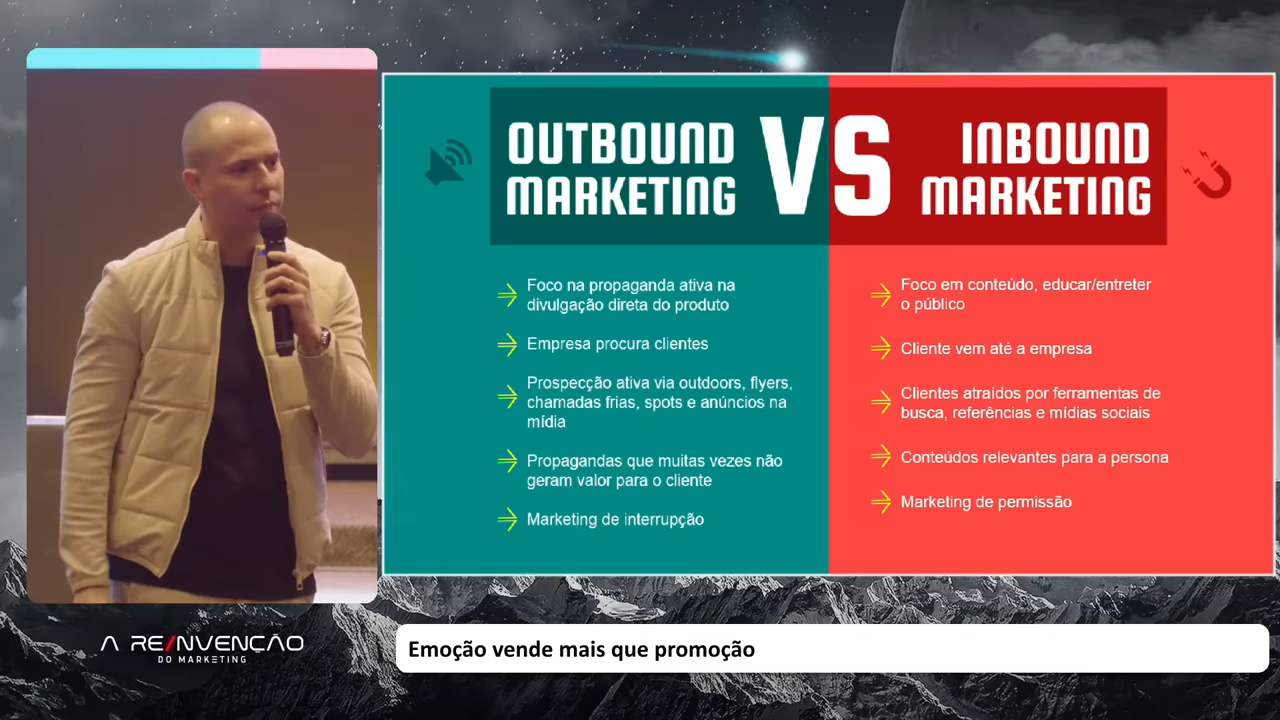 OUTBOUND
MARKETING
VS
INBOUND
MARKETING
Foco na propaganda ativa na
divulgação direta do produto
Empresa procura clientes
Prospecção ativa via outdoors, flyers,
chamadas frias, spots e anúncios na
mídia
Propagandas que muitas vezes não
geram valor para o cliente
Marketing de interrupção
Foco em conteúdo, educar/entreter
o público
Cliente vem até a empresa
Clientes atraídos por ferramentas de
busca, referências e mídias sociais
Conteúdos relevantes para a persona
Marketing de permissão
A RE/NVENÇÃO
DO MARKETING
Emoção vende mais que promoção